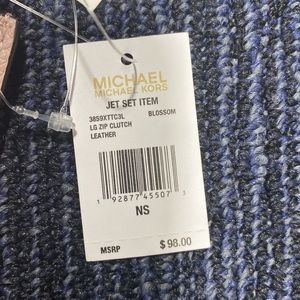 MICHAEL
MICHAEL KORS
JET SET ITEM
38S9XTTC3L BLOSSOM
LG ZIP CLUTCH
LEATHER
1 92877 45507 3
NS
MSRP $98.00